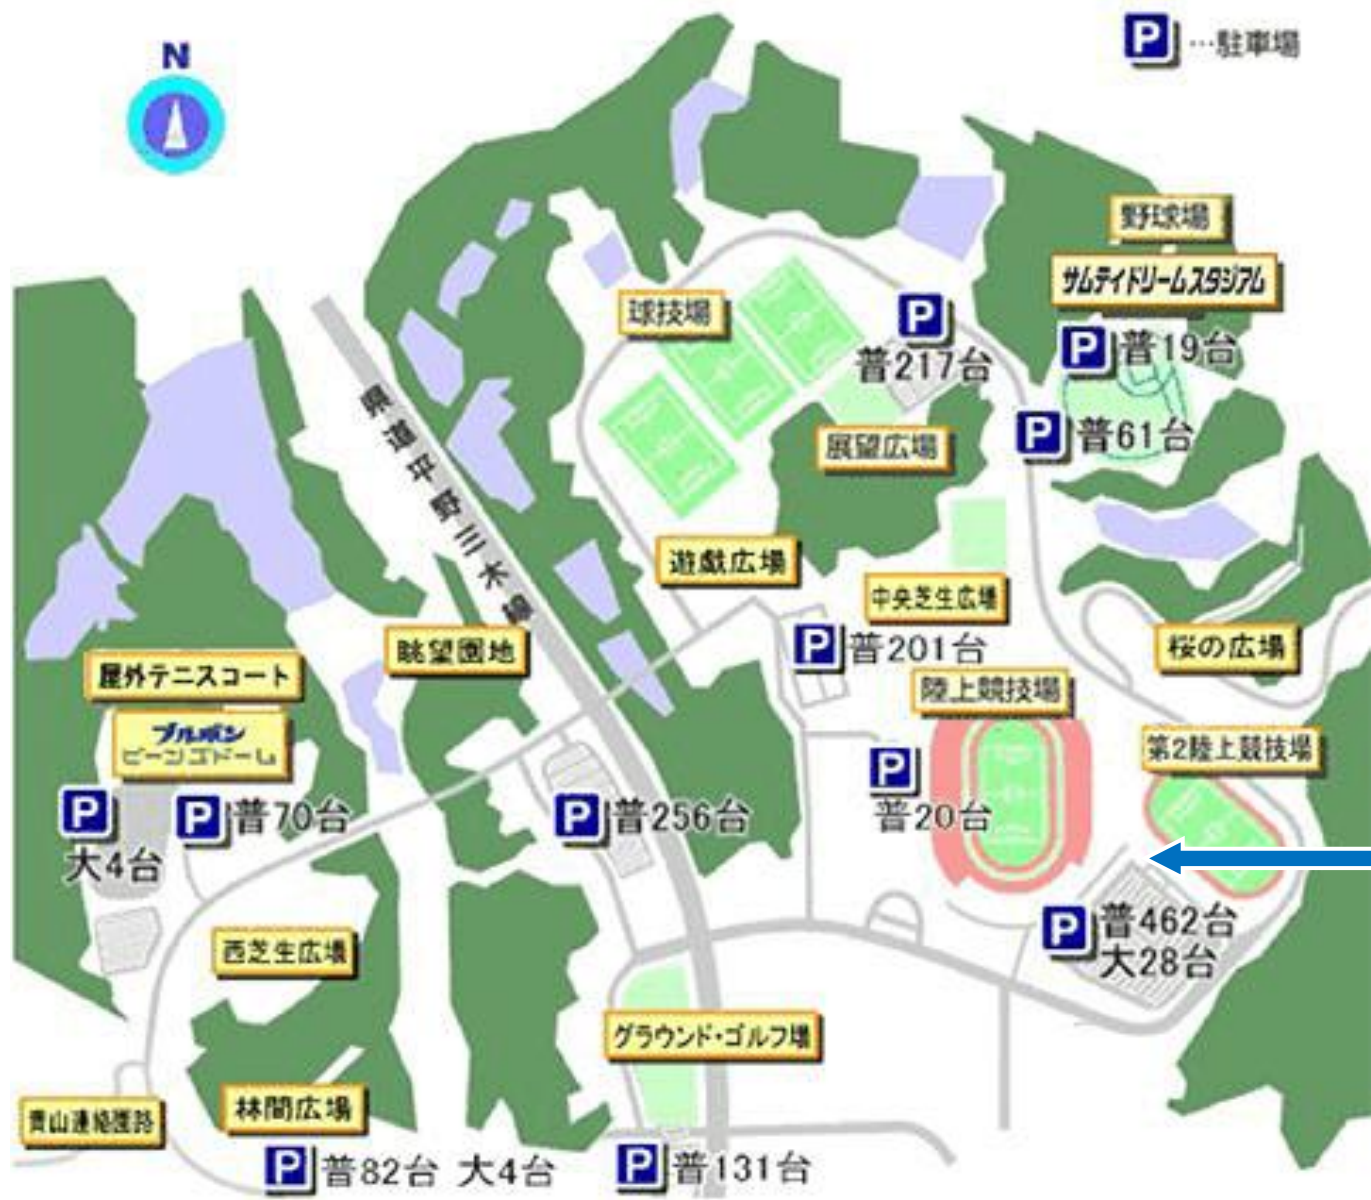 N
P…駐車場
野球場
サムティドリームスタジアム
球技場
P
普217台
P 普19台
P 普61台
県道平野三木線
展望広場
遊戯広場
中央芝生広場
P 普201台
桜の広場
眺望園地
屋外テニスコート
ブルボン
ビーンズドーム
陸上競技場
第2陸上競技場
P
普20台
P
大4台
P 普70台
P 普256台
P 普462台
大28台
西芝生広場
グラウンド・ゴルフ場
青山連絡園路
林間広場
P 普82台 大4台
P 普131台